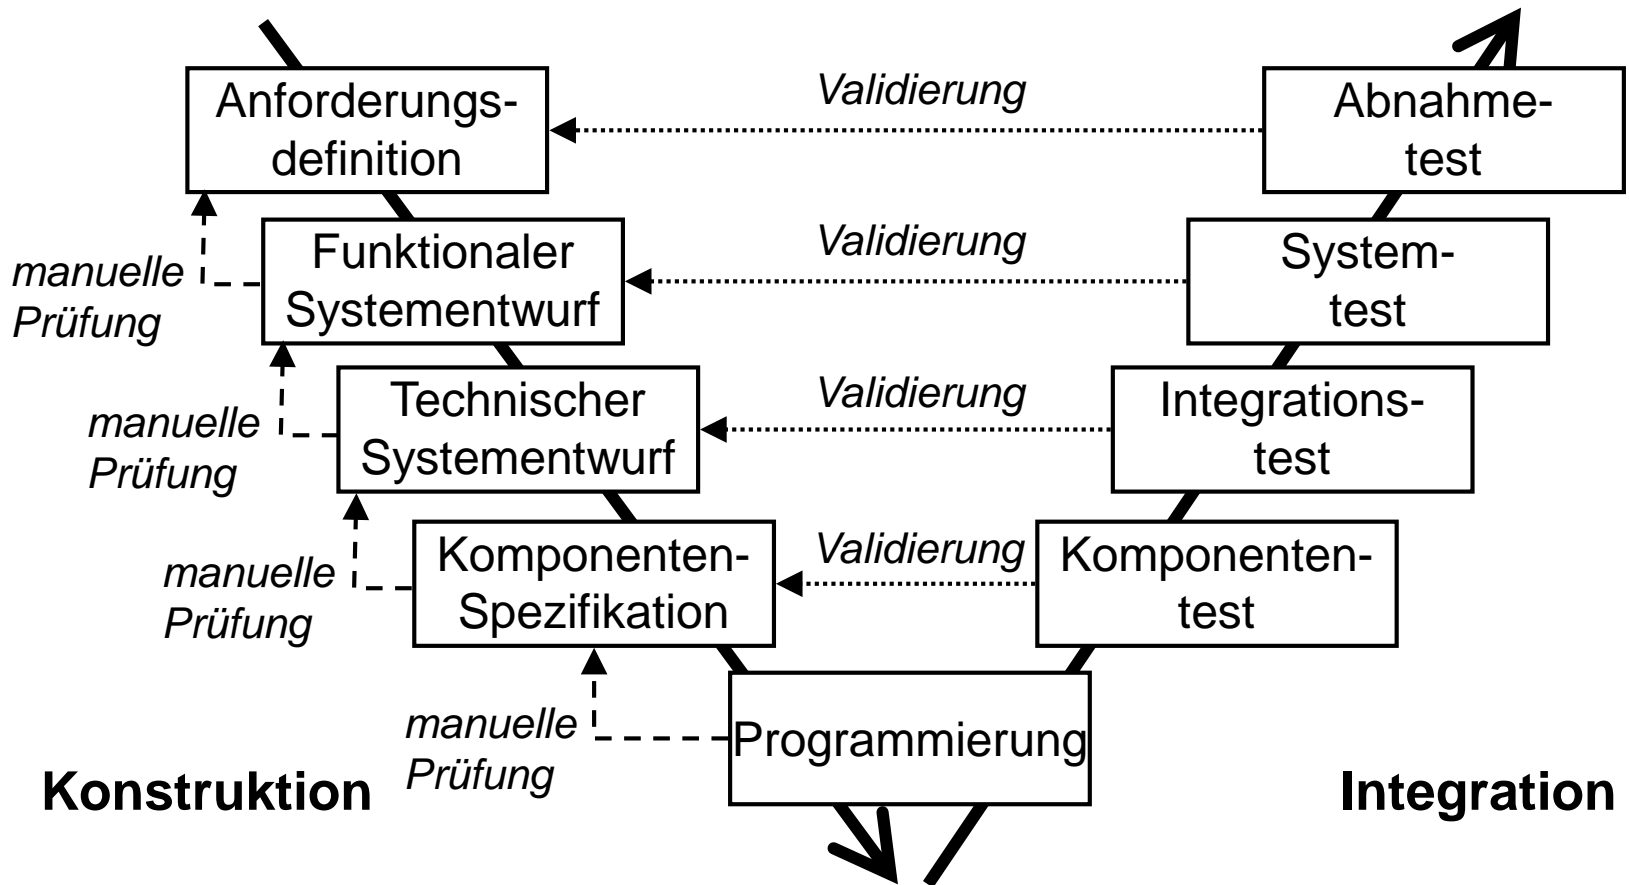 Anforderungs-
definition
Validierung
Abnahme-
test
manuelle
Prüfung
Funktionaler
Systementwurf
Validierung
System-
test
manuelle
Prüfung
Technischer
Systementwurf
Validierung
Integrations-
test
manuelle
Prüfung
Komponenten-
Spezifikation
Validierung
Komponenten-
test
manuelle
Prüfung
Programmierung
Konstruktion
Integration